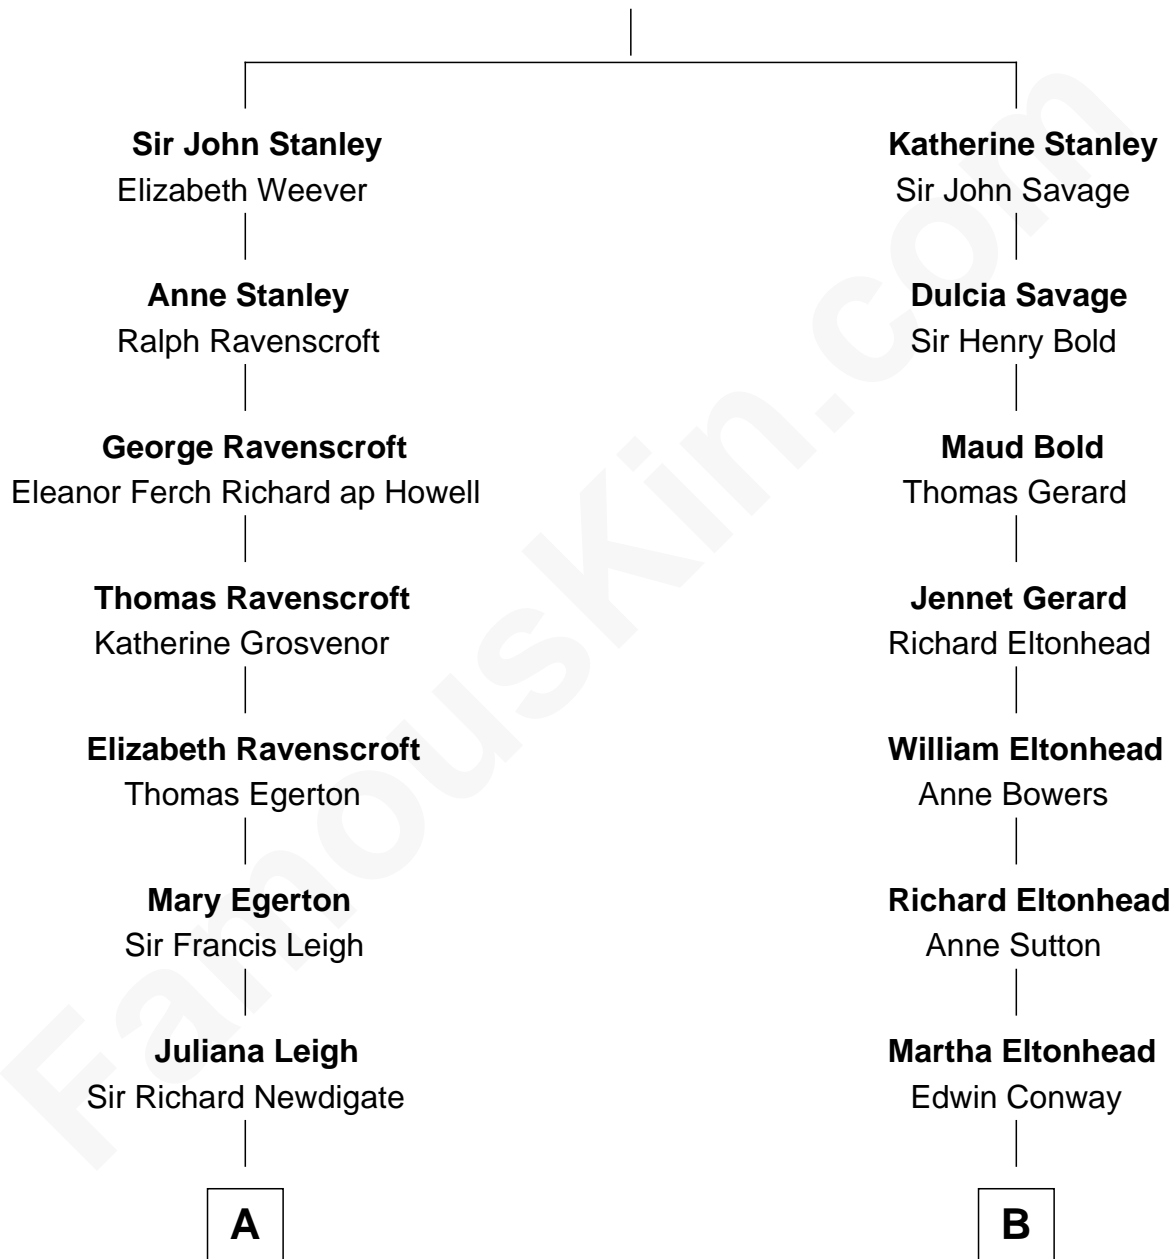 Sir John Stanley
Elizabeth Weever
Anne Stanley
Ralph Ravenscroft
George Ravenscroft
Eleanor Ferch Richard ap Howell
Thomas Ravenscroft
Katherine Grosvenor
Elizabeth Ravenscroft
Thomas Egerton
Mary Egerton
Sir Francis Leigh
Juliana Leigh
Sir Richard Newdigate
A
Katherine Stanley
Sir John Savage
Dulcia Savage
Sir Henry Bold
Maud Bold
Thomas Gerard
Jennet Gerard
Richard Eltonhead
William Eltonhead
Anne Bowers
Richard Eltonhead
Anne Sutton
Martha Eltonhead
Edwin Conway
B
FamousKin.com